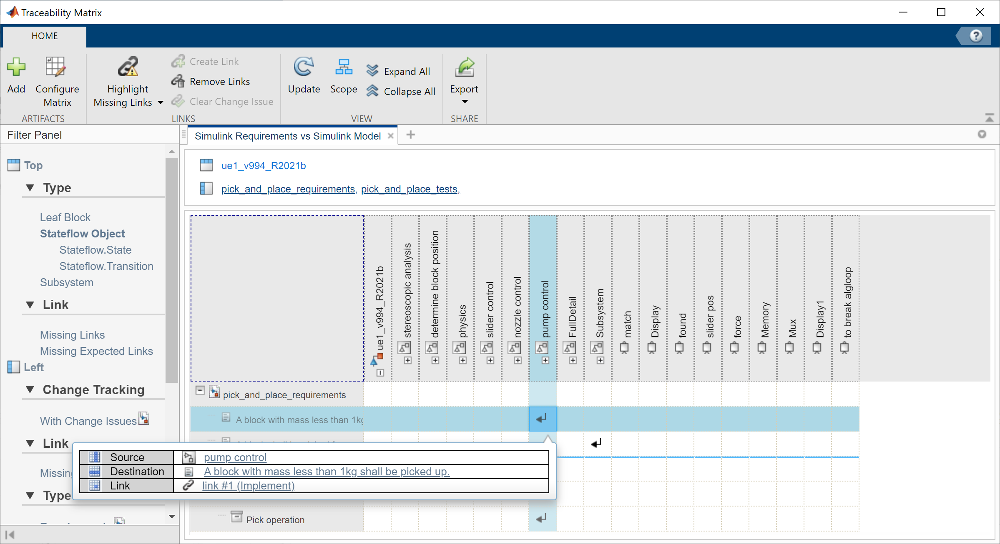 Traceability Matrix
HOME
Add
Configure Matrix
Highlight Missing Links
Create Link
Remove Links
Clear Change Issue
Update
Scope
Expand All
Collapse All
Export
ARTIFACTS
LINKS
VIEW
SHARE
Filter Panel
Top
Type
Leaf Block
Stateflow Object
Stateflow.State
Stateflow.Transition
Subsystem
Link
Missing Links
Missing Expected Links
Left
Change Tracking
With Change Issues
Link
Type
Simulink Requirements vs Simulink Model
ue1_v994_R2021b
pick_and_place_requirements, pick_and_place_tests,
ue1_v994_R2021b
stereoscopic analysis
determine block position
physics
slider control
nozzle control
pump control
FullDetail
Subsystem
match
Display
found
slider pos
force
Memory
Mux
Display1
to break algloop
pick_and_place_requirements
A block with mass less than 1kg
Source
pump control
Destination
A block with mass less than 1kg shall be picked up.
Link
link #1 (Implement)
Pick operation